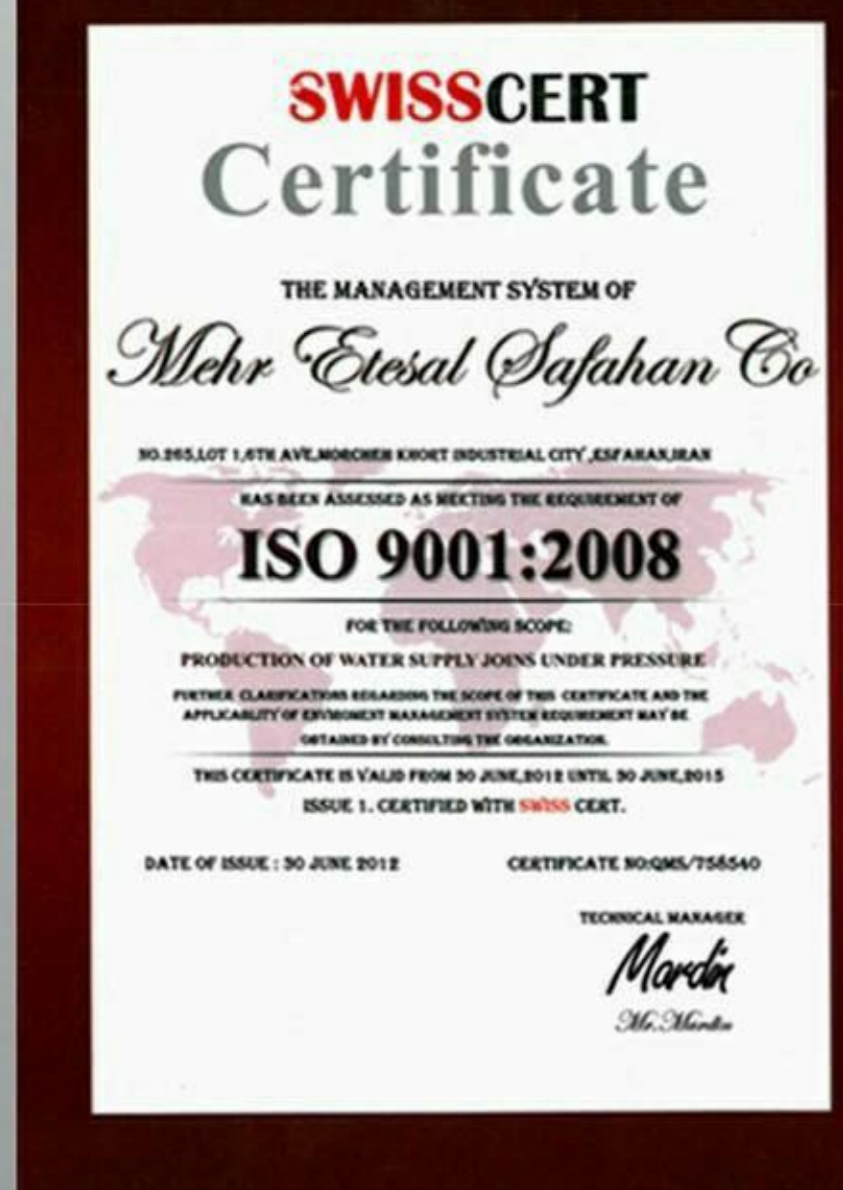 SWISSCERT
Certificate
THE MANAGEMENT SYSTEM OF
Mehr Etesal Safahan Co
NO.265,LOT 1,6TH AVE,MORCHEH KHORT INDUSTRIAL CITY ,ESFAHAN,IRAN
HAS BEEN ASSESSED AS MEETING THE REQUIREMENT OF
ISO 9001:2008
FOR THE FOLLOWING SCOPE:
PRODUCTION OF WATER SUPPLY JOINS UNDER PRESSURE
FURTHER CLARIFICATIONS REGARDING THE SCOPE OF THIS CERTIFICATE AND THE
APPLICABLITY OF ENVIROMENT MANAGEMENT SYSTEM REQUIREMENT MAY BE
OBTAINED BY CONSULTING THE ORGANIZATION.
THIS CERTIFICATE IS VALID FROM 30 JUNE,2012 UNTIL 30 JUNE,2015
ISSUE 1. CERTIFIED WITH SWISS CERT.
DATE OF ISSUE : 30 JUNE 2012
CERTIFICATE NO:QMS/758540
TECHNICAL MANAGER
Mardin
Mr.Mardin